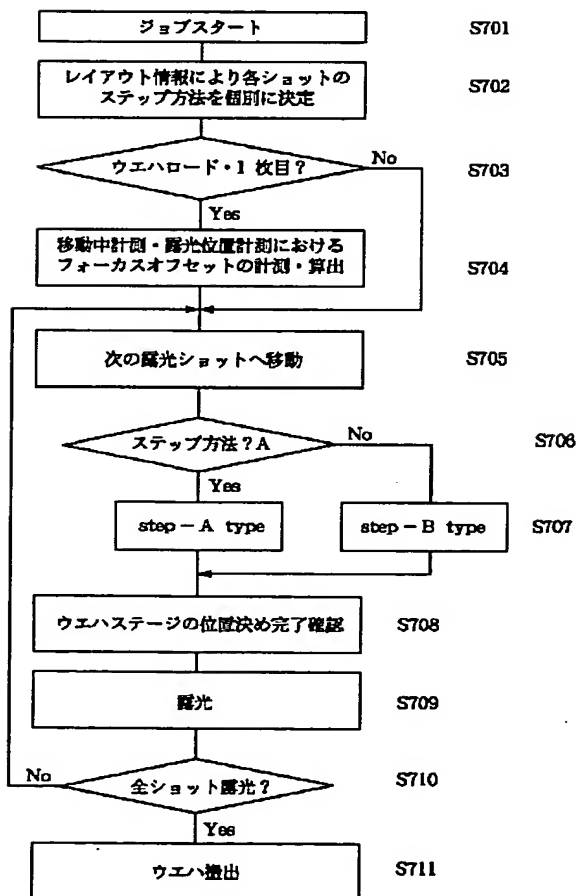 ジョブスタート
S701
レイアウト情報により各ショットの
ステップ方法を個別に決定
S702
ウエハロード・1 枚目？
No
S703
Yes
移動中計測・露光位置計測における
フォーカスオフセットの計測・算出
S704
次の露光ショットへ移動
S705
ステップ方法？A
No
S706
Yes
step－A type
step－B type
S707
ウエハステージの位置決め完了確認
S708
露光
S709
No
全ショット露光？
S710
Yes
ウエハ搬出
S711